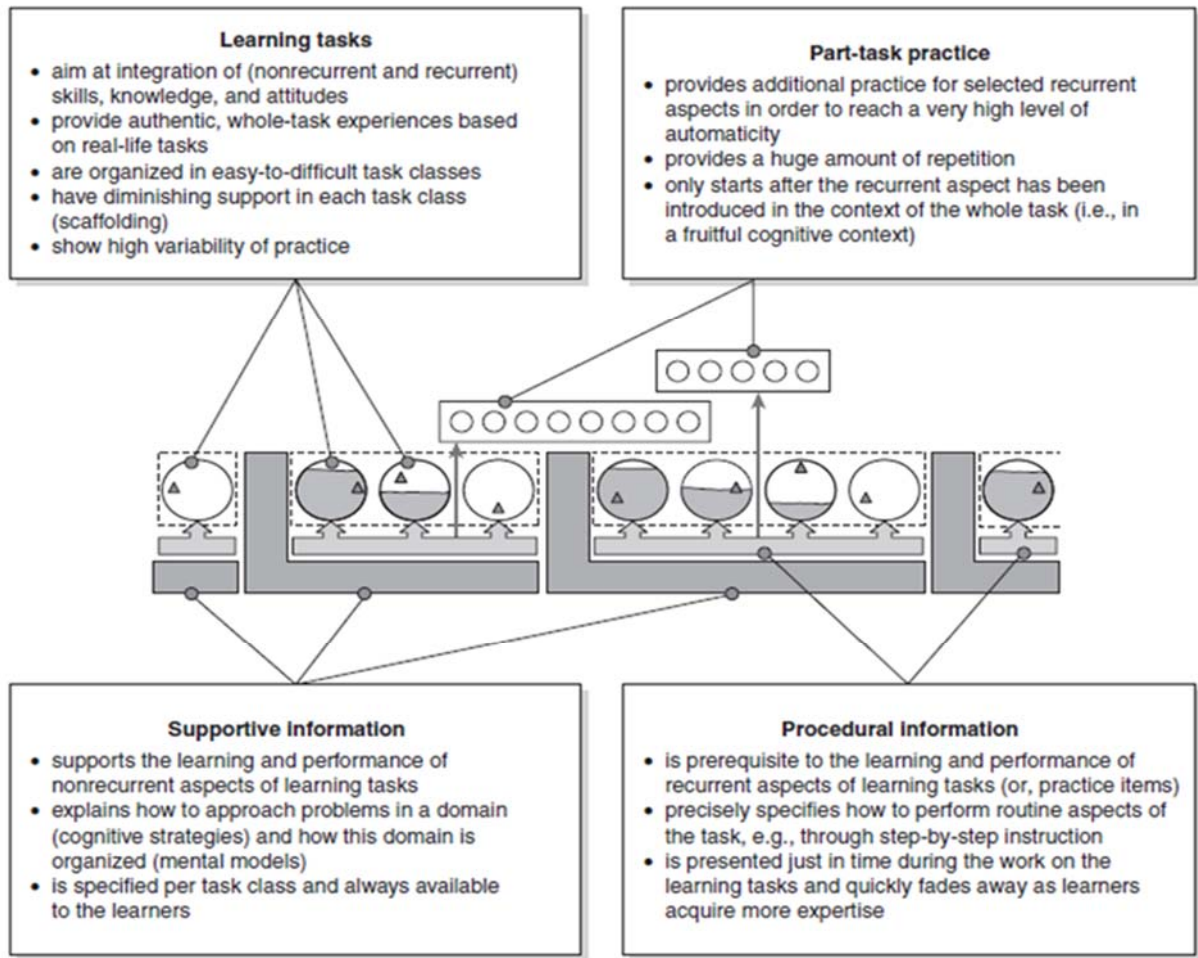 Learning tasks
• aim at integration of (nonrecurrent and recurrent)
skills, knowledge, and attitudes
• provide authentic, whole-task experiences based
on real-life tasks
• are organized in easy-to-difficult task classes
• have diminishing support in each task class
(scaffolding)
• show high variability of practice
Part-task practice
• provides additional practice for selected recurrent
aspects in order to reach a very high level of
automaticity
• provides a huge amount of repetition
• only starts after the recurrent aspect has been
introduced in the context of the whole task (i.e., in
a fruitful cognitive context)
Supportive information
• supports the learning and performance of
nonrecurrent aspects of learning tasks
• explains how to approach problems in a domain
(cognitive strategies) and how this domain is
organized (mental models)
• is specified per task class and always available
to the learners
Procedural information
• is prerequisite to the learning and performance of
recurrent aspects of learning tasks (or, practice items)
• precisely specifies how to perform routine aspects of
the task, e.g., through step-by-step instruction
• is presented just in time during the work on the
learning tasks and quickly fades away as learners
acquire more expertise